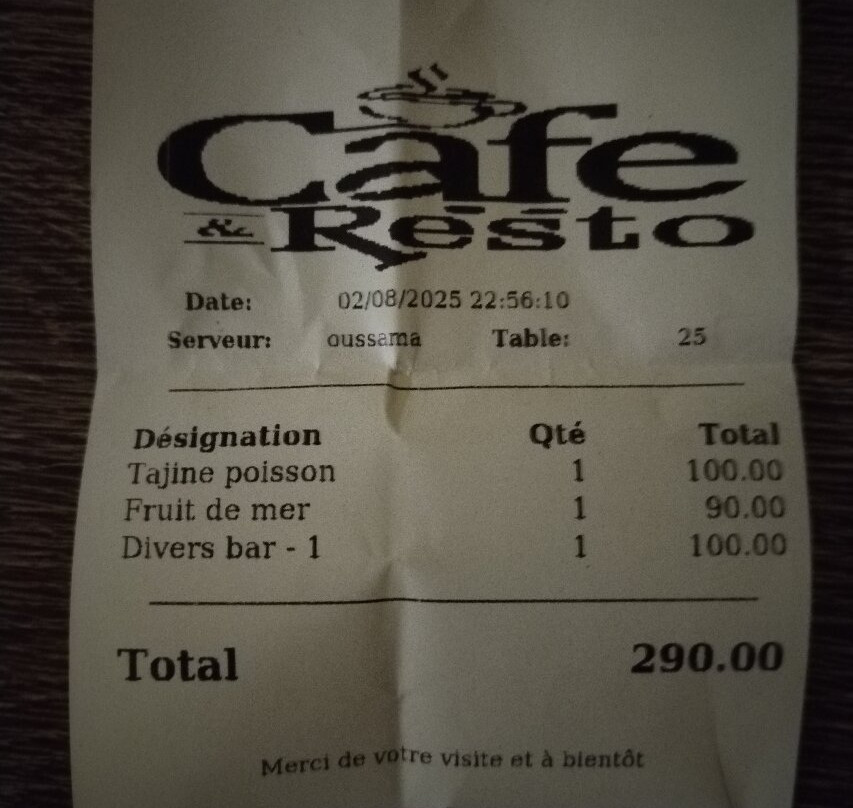 Cafe
& Resto
Date: 02/08/2025 22:56:10
Serveur: oussama Table: 25
Désignation Qté Total
Tajine poisson 1 100.00
Fruit de mer 1 90.00
Divers bar - 1 1 100.00
Total 290.00
Merci de votre visite et à bientôt